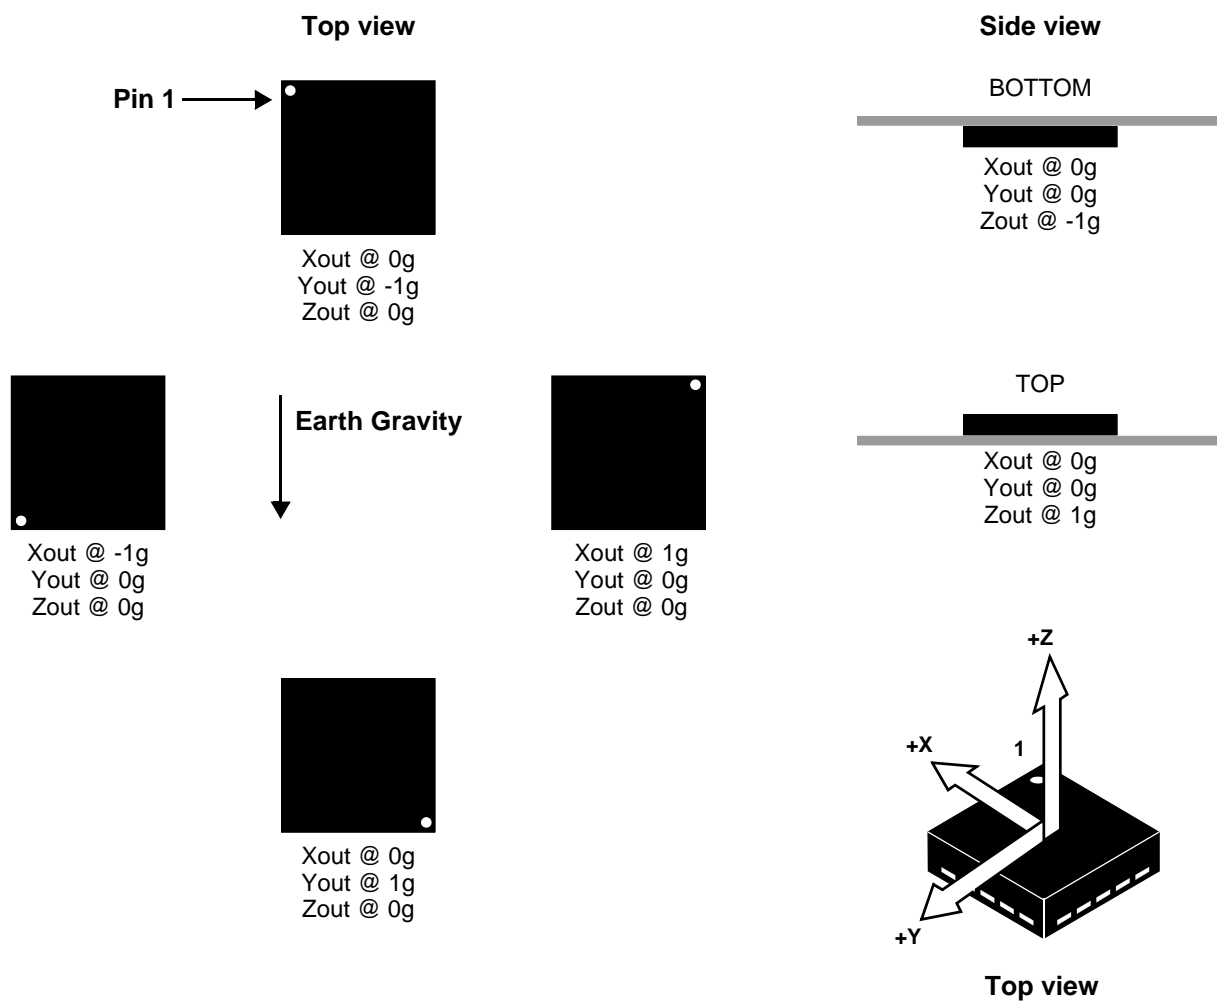 Top view
Side view
Pin 1
BOTTOM
Xout @ 0g
Yout @ 0g
Zout @ -1g
Xout @ 0g
Yout @ -1g
Zout @ 0g
Earth Gravity
TOP
Xout @ 0g
Yout @ 0g
Zout @ 1g
Xout @ -1g
Yout @ 0g
Zout @ 0g
Xout @ 1g
Yout @ 0g
Zout @ 0g
+Z
+X
1
Xout @ 0g
Yout @ 1g
Zout @ 0g
+Y
Top view